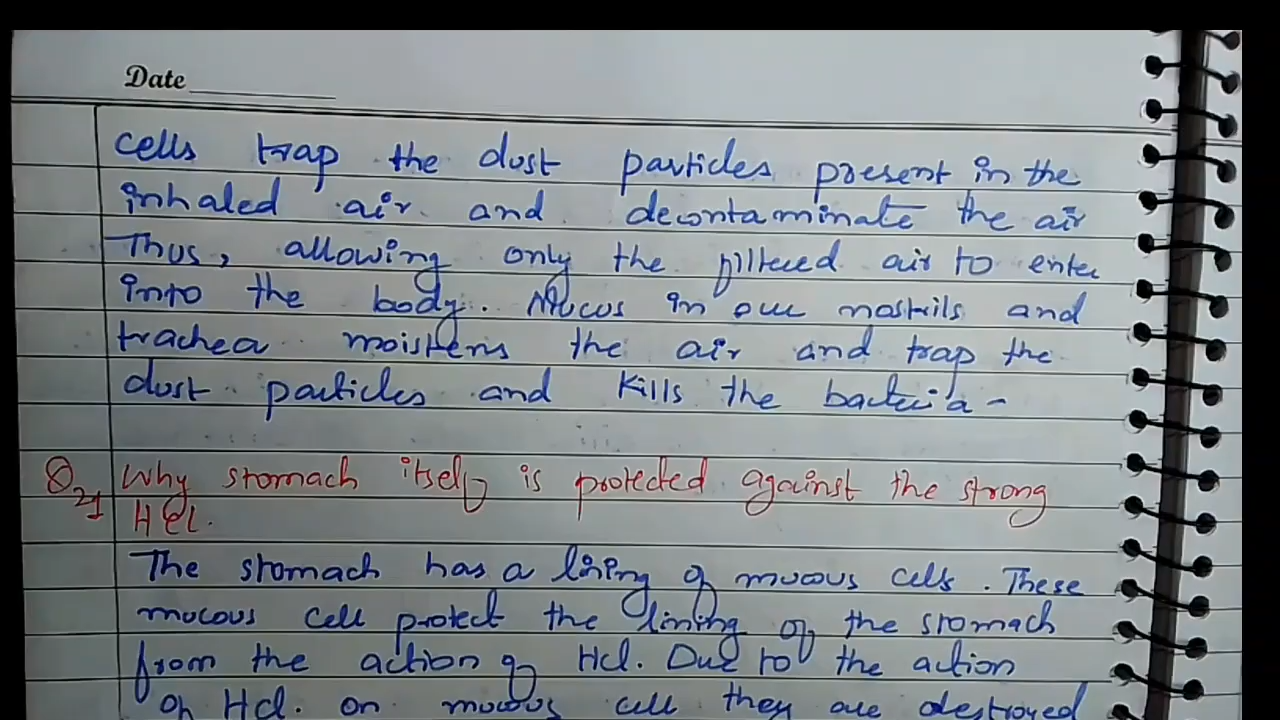 Date
cells trap the dust particles present in the
inhaled air and decontaminate the air
Thus, allowing only the filtered air to enter
into the body. Mucus in our nostrils and
trachea moistens the air and trap the
dust particles and kills the bacteria -
Q21 Why stomach itself is protected against the strong
HCl.
The stomach has a lining of mucous cells. These
mucous cell protect the lining of the stomach
from the action of Hcl. Due to the action
of Hcl. on mucous cell they are destroyed